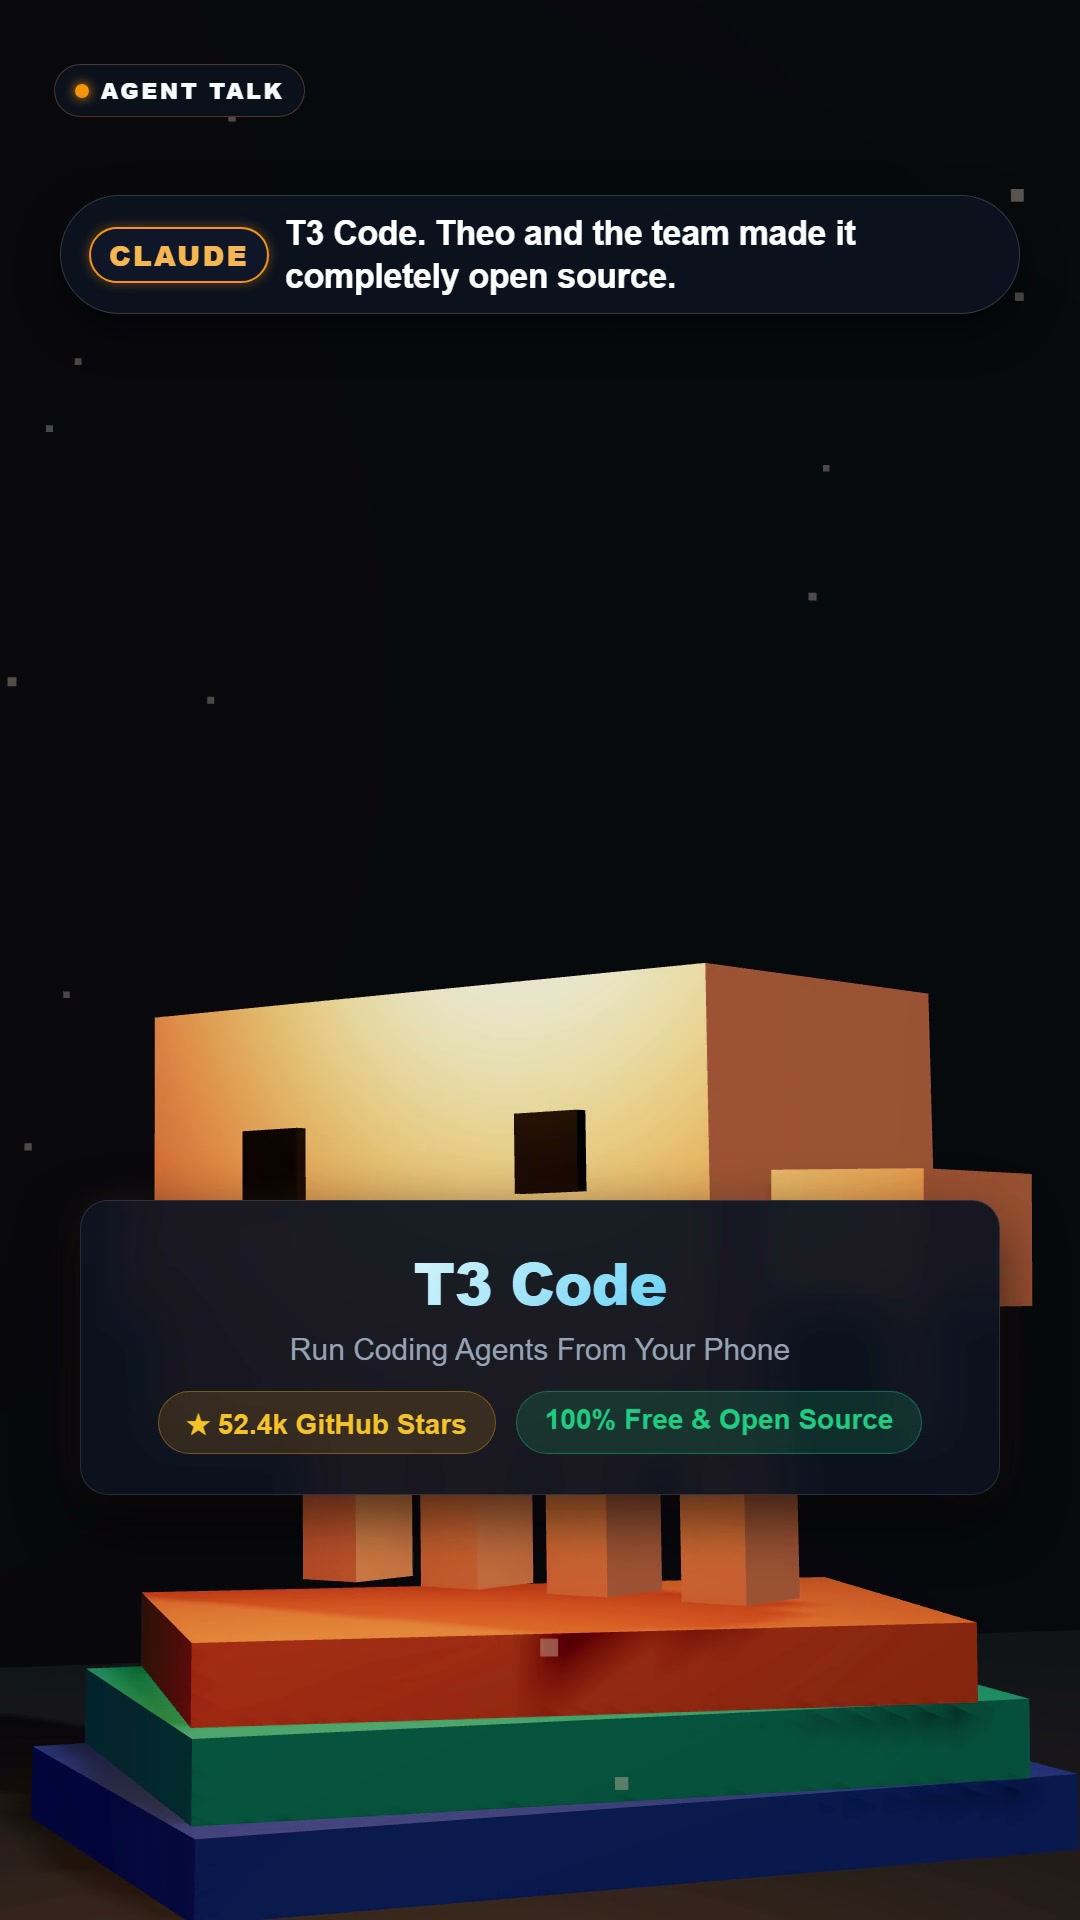 AGENT TALK
CLAUDE
T3 Code. Theo and the team made it
completely open source.
T3 Code
Run Coding Agents From Your Phone
★ 52.4k GitHub Stars
100% Free & Open Source